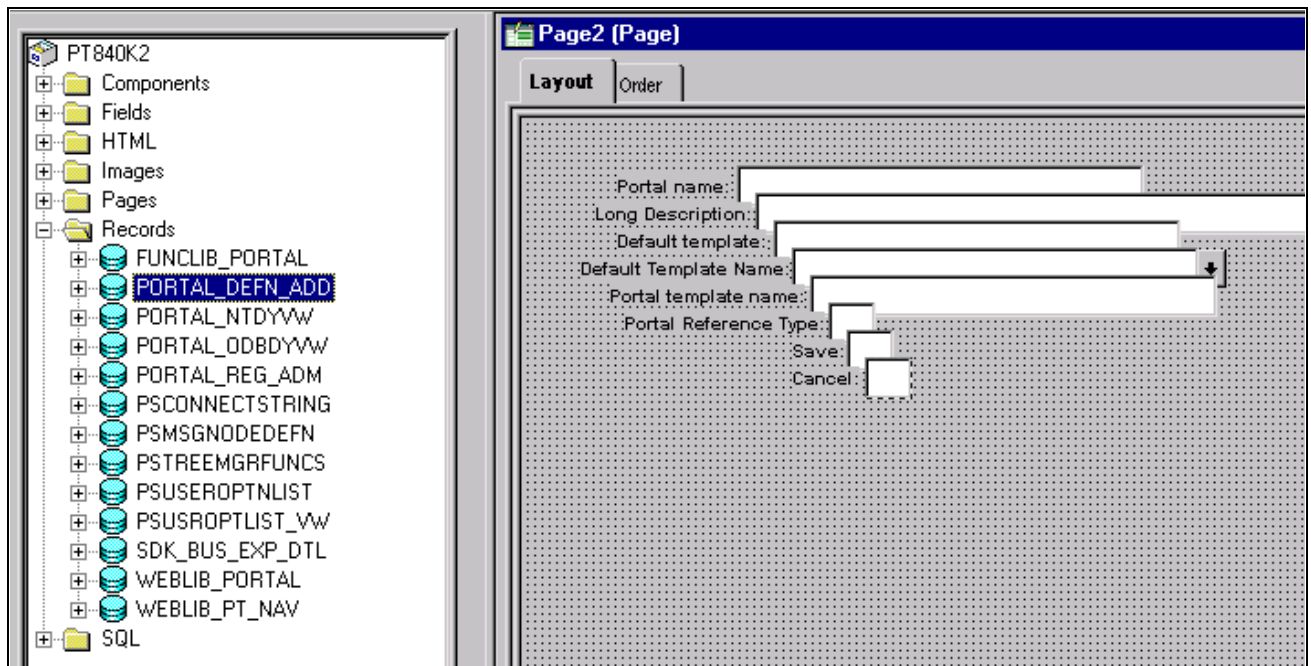 PT840K2
Components
Fields
HTML
Images
Pages
Records
FUNCLIB_PORTAL
PORTAL_DEFN_ADD
PORTAL_NTDYVW
PORTAL_ODBDYVW
PORTAL_REG_ADM
PSCONNECTSTRING
PSMSGNODEDEFN
PSTREEMGRFUNCS
PSUSEROPTNLIST
PSUSROPTLIST_VW
SDK_BUS_EXP_DTL
WEBLIB_PORTAL
WEBLIB_PT_NAV
SQL
Page2 (Page)
Layout Order
Portal name:
Long Description:
Default template:
Default Template Name:
Portal template name:
Portal Reference Type:
Save:
Cancel: